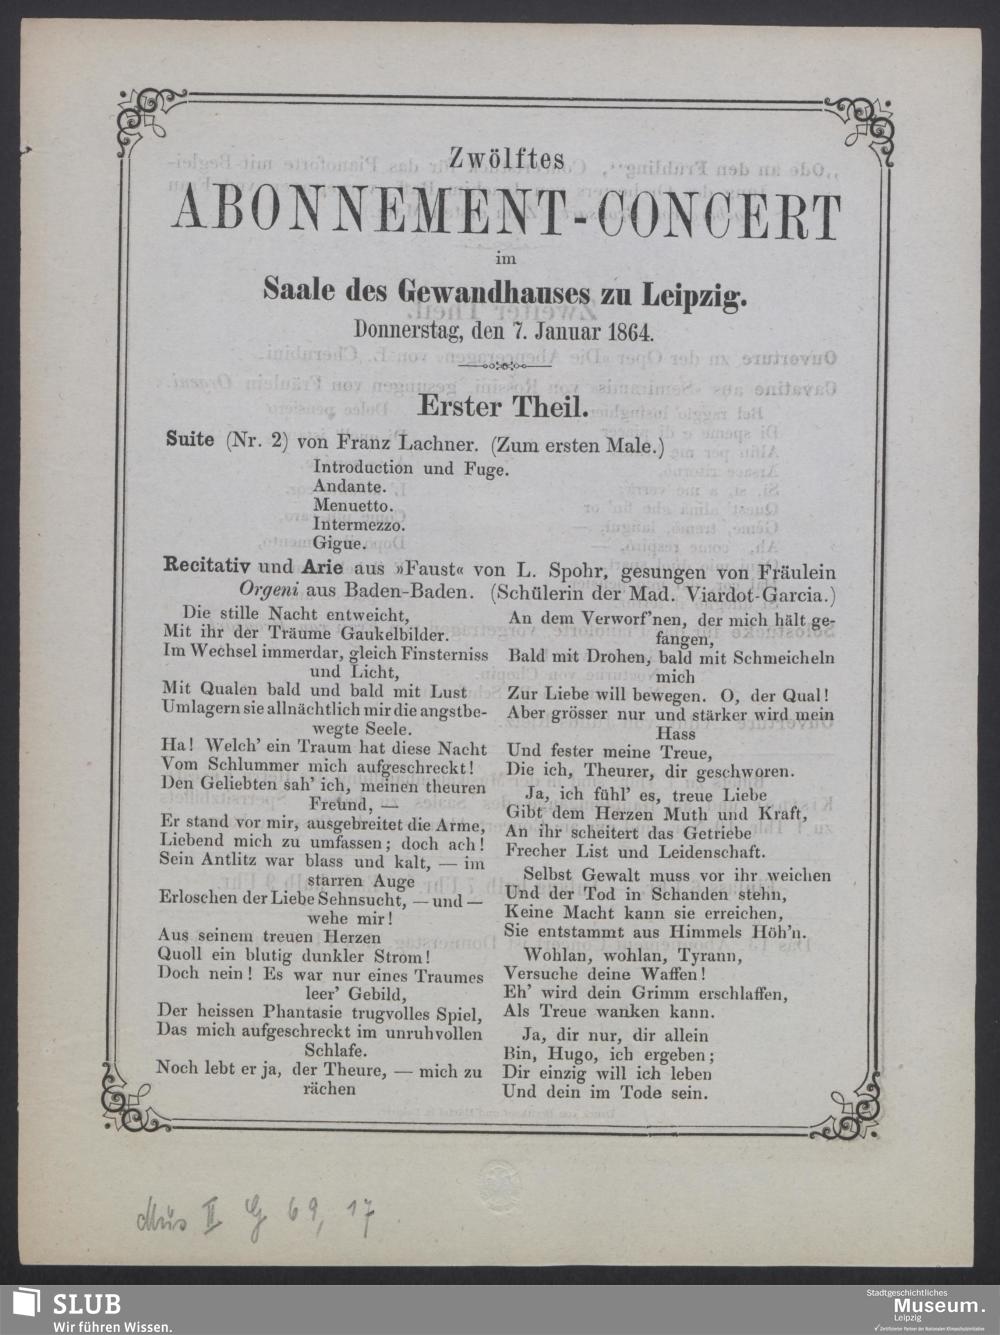 Zwölftes
ABONNEMENT-CONCERT
im
Saale des Gewandhauses zu Leipzig.
Donnerstag, den 7. Januar 1864.
Erster Theil.
Suite (Nr. 2) von Franz Lachner. (Zum ersten Male.)
Introduction und Fuge.
Andante.
Menuetto.
Intermezzo.
Gigue.
Recitativ und Arie aus »Faust« von L. Spohr, gesungen von Fräulein
Orgeni aus Baden-Baden. (Schülerin der Mad. Viardot-Garcia.)
Die stille Nacht entweicht,
Mit ihr der Träume Gaukelbilder.
Im Wechsel immerdar, gleich Finsterniss
und Licht,
Mit Qualen bald und bald mit Lust
Umlagern sie allnächtlich mir die angstbe-
wegte Seele.
Ha! Welch' ein Traum hat diese Nacht
Vom Schlummer mich aufgeschreckt!
Den Geliebten sah' ich, meinen theuren
Freund, —
Er stand vor mir, ausgebreitet die Arme,
Liebend mich zu umfassen; doch ach!
Sein Antlitz war blass und kalt, — im
starren Auge
Erloschen der Liebe Sehnsucht, — und —
wehe mir!
Aus seinem treuen Herzen
Quoll ein blutig dunkler Strom!
Doch nein! Es war nur eines Traumes
leer' Gebild,
Der heissen Phantasie trugvolles Spiel,
Das mich aufgeschreckt im unruhvollen
Schlafe.
Noch lebt er ja, der Theure, — mich zu
rächen
An dem Verworf'nen, der mich hält ge-
fangen,
Bald mit Drohen, bald mit Schmeicheln
mich
Zur Liebe will bewegen. O, der Qual!
Aber grösser nur und stärker wird mein
Hass
Und fester meine Treue,
Die ich, Theurer, dir geschworen.
Ja, ich fühl' es, treue Liebe
Gibt dem Herzen Muth und Kraft,
An ihr scheitert das Getriebe
Frecher List und Leidenschaft.
Selbst Gewalt muss vor ihr weichen
Und der Tod in Schanden stehn,
Keine Macht kann sie erreichen,
Sie entstammt aus Himmels Höh'n.
Wohlan, wohlan, Tyrann,
Versuche deine Waffen!
Eh' wird dein Grimm erschlaffen,
Als Treue wanken kann.
Ja, dir nur, dir allein
Bin, Hugo, ich ergeben;
Dir einzig will ich leben
Und dein im Tode sein.
Mus II G 69, 17
SLUB
Wir führen Wissen.
Stadtgeschichtliches
Museum.
Leipzig